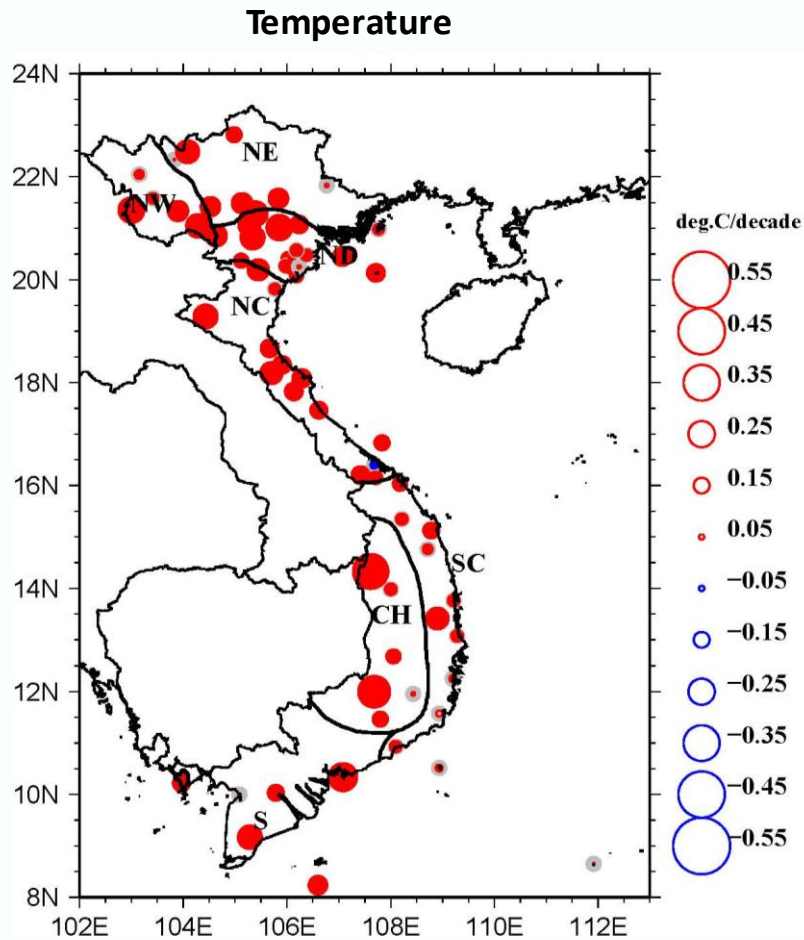 Temperature
24N
22N
20N
18N
16N
14N
12N
10N
8N
102E 104E 106E 108E 110E 112E
NE
NW
ND
NC
SC
CH
S
deg.C/decade
0.55
0.45
0.35
0.25
0.15
0.05
−0.05
−0.15
−0.25
−0.35
−0.45
−0.55